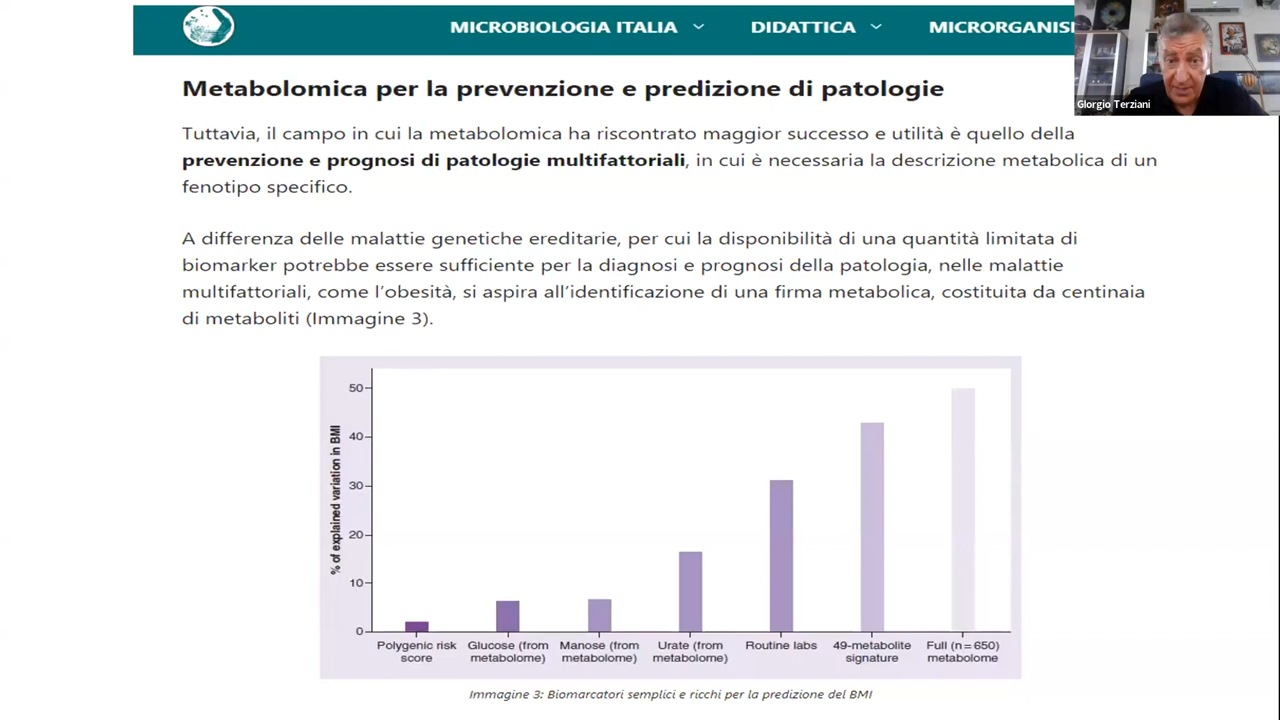 MICROBIOLOGIA ITALIA
DIDATTICA
MICRORGANIS
Giorgio Terziani
Metabolomica per la prevenzione e predizione di patologie
Tuttavia, il campo in cui la metabolomica ha riscontrato maggior successo e utilità è quello della
prevenzione e prognosi di patologie multifattoriali, in cui è necessaria la descrizione metabolica di un
fenotipo specifico.
A differenza delle malattie genetiche ereditarie, per cui la disponibilità di una quantità limitata di
biomarker potrebbe essere sufficiente per la diagnosi e prognosi della patologia, nelle malattie
multifattoriali, come l'obesità, si aspira all'identificazione di una firma metabolica, costituita da centinaia
di metaboliti (Immagine 3).
% of explained variation in BMI
50
40
30
20
10
0
Polygenic risk
score
Glucose (from
metabolome)
Manose (from
metabolome)
Urate (from
metabolome)
Routine labs
49-metabolite
signature
Full (n = 650)
metabolome
Immagine 3: Biomarcatori semplici e ricchi per la predizione del BMI